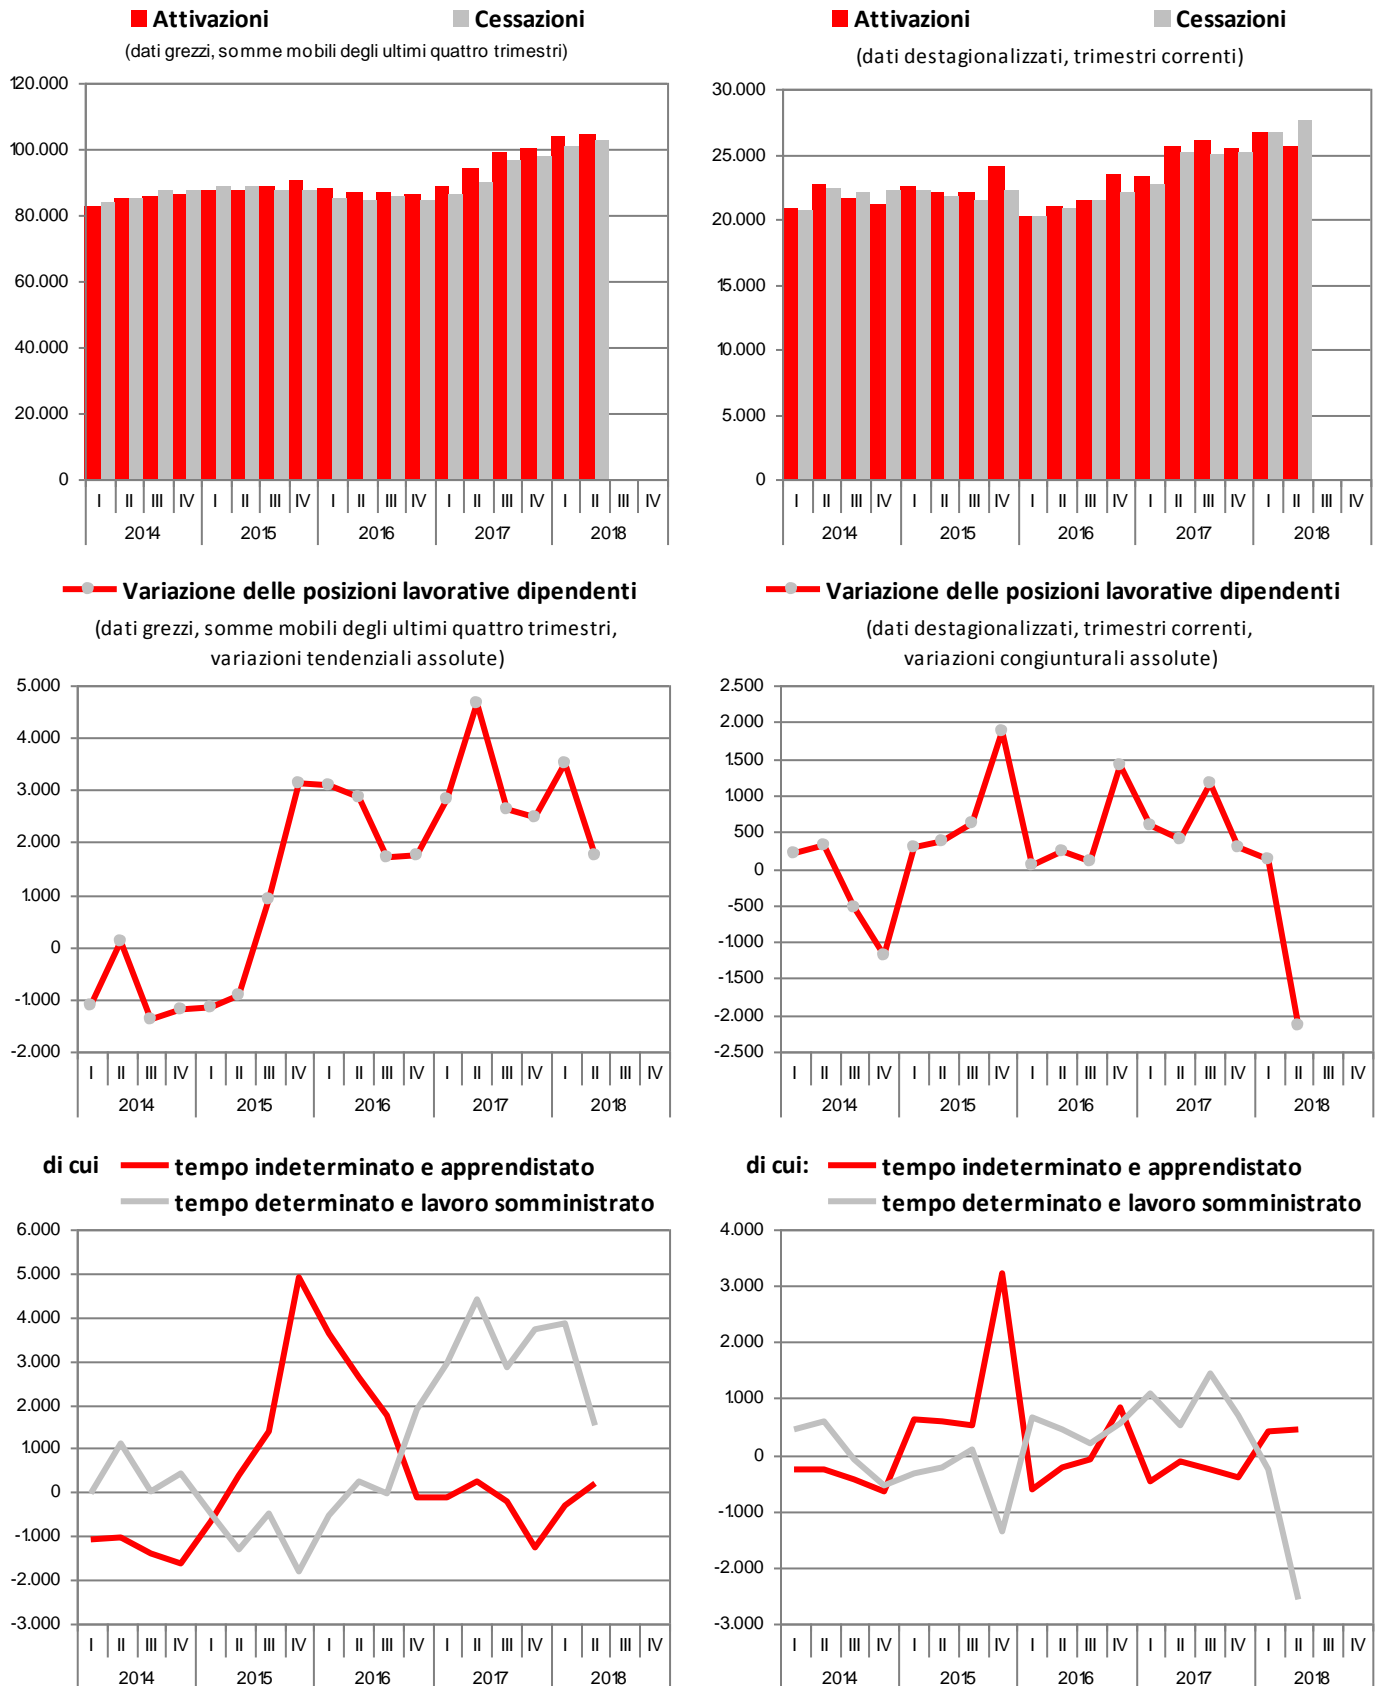 Attivazioni Cessazioni
(dati grezzi, somme mobili degli ultimi quattro trimestri)
120.000
100.000
80.000
60.000
40.000
20.000
0
I II III IV I II III IV I II III IV I II III IV I II III IV
2014 2015 2016 2017 2018
Attivazioni Cessazioni
(dati destagionalizzati, trimestri correnti)
30.000
25.000
20.000
15.000
10.000
5.000
0
I II III IV I II III IV I II III IV I II III IV I II III IV
2014 2015 2016 2017 2018
Variazione delle posizioni lavorative dipendenti
(dati grezzi, somme mobili degli ultimi quattro trimestri,
variazioni tendenziali assolute)
5.000
4.000
3.000
2.000
1.000
0
-1.000
-2.000
I II III IV I II III IV I II III IV I II III IV I II III IV
2014 2015 2016 2017 2018
Variazione delle posizioni lavorative dipendenti
(dati destagionalizzati, trimestri correnti,
variazioni congiunturali assolute)
2.500
2.000
1.500
1.000
500
0
-500
-1.000
-1.500
-2.000
-2.500
I II III IV I II III IV I II III IV I II III IV I II III IV
2014 2015 2016 2017 2018
di cui tempo indeterminato e apprendistato
tempo determinato e lavoro somministrato
6.000
5.000
4.000
3.000
2.000
1.000
0
-1.000
-2.000
-3.000
I II III IV I II III IV I II III IV I II III IV I II III IV
2014 2015 2016 2017 2018
di cui: tempo indeterminato e apprendistato
tempo determinato e lavoro somministrato
4.000
3.000
2.000
1.000
0
-1.000
-2.000
-3.000
I II III IV I II III IV I II III IV I II III IV I II III IV
2014 2015 2016 2017 2018